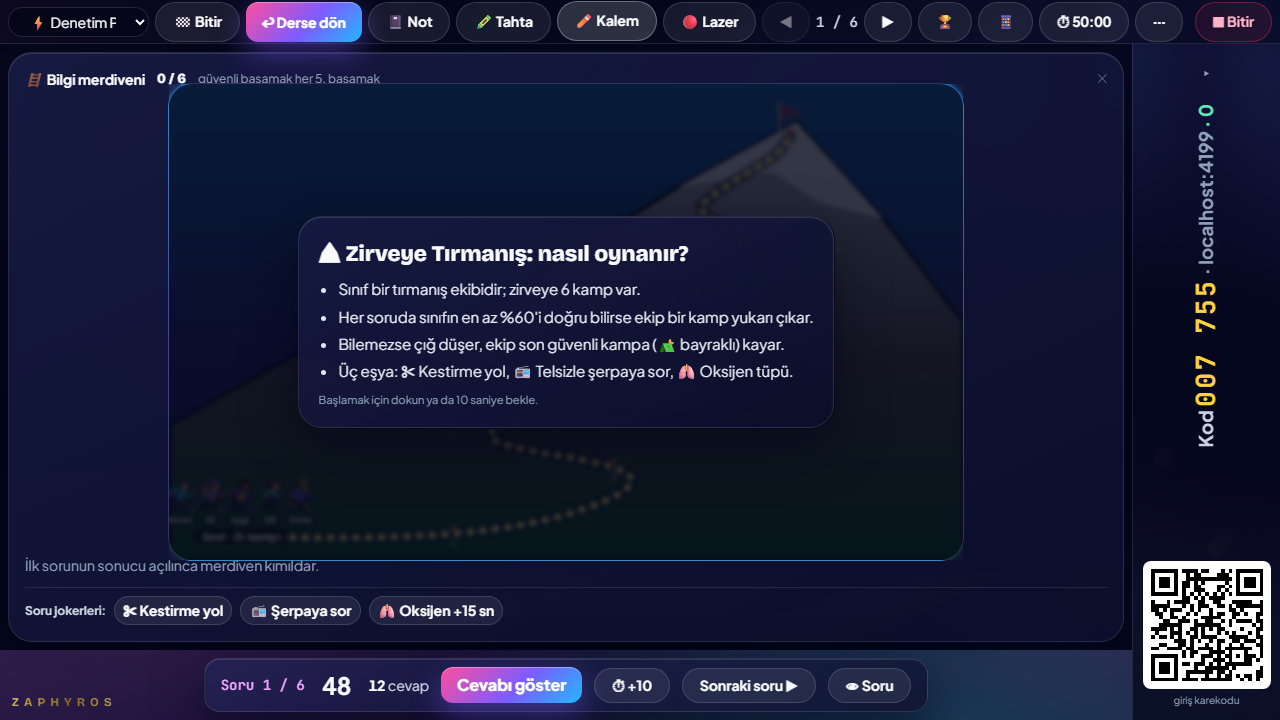 Denetim F
Bitir
Derse dön
Not
Tahta
Kalem
Lazer
1 / 6
50:00
---
Bitir
Bilgi merdiveni 0 / 6 güvenli basamak her 5. basamak
Zirveye Tırmanış: nasıl oynanır?
• Sınıf bir tırmanış ekibidir; zirveye 6 kamp var.
• Her soruda sınıfın en az %60'i doğru bilirse ekip bir kamp yukarı çıkar.
• Bilemezse çığ düşer, ekip son güvenli kampa ( bayraklı) kayar.
• Üç eşya: Kestirme yol, Telsizle şerpaya sor, Oksijen tüpü.
Başlamak için dokun ya da 10 saniye bekle.
İlk sorunun sonucu açılınca merdiven kımıldar.
Soru jokerleri: Kestirme yol Şerpaya sor Oksijen +15 sn
Soru 1 / 6 48 12 cevap Cevabı göster +10 Sonraki soru Soru
ZAPHYROS
Kod 007 755 · localhost:4199 · 0
giriş karekodu